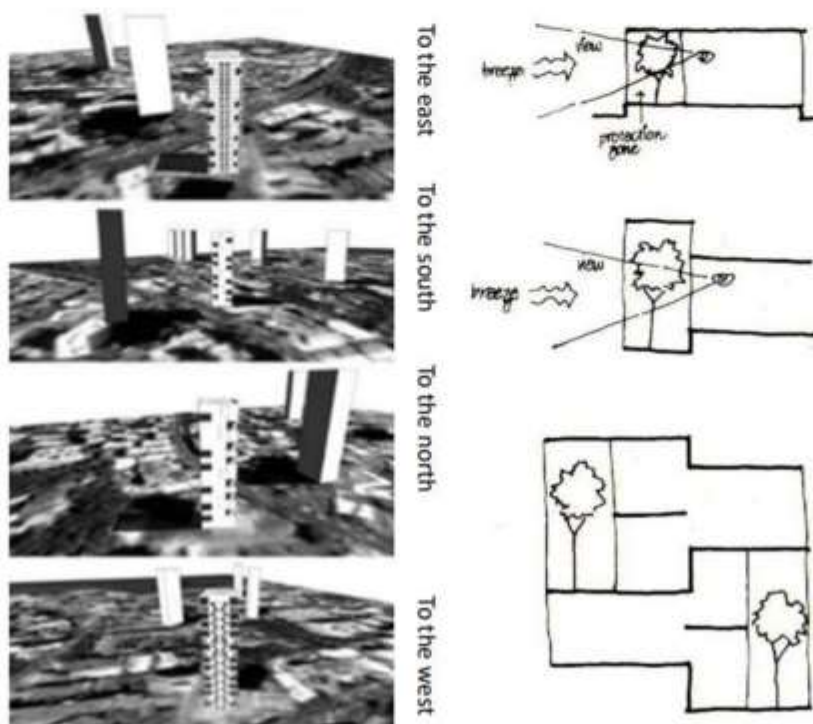 To the east
To the south
To the north
To the west
view
breeze
protection
zone
view
breeze